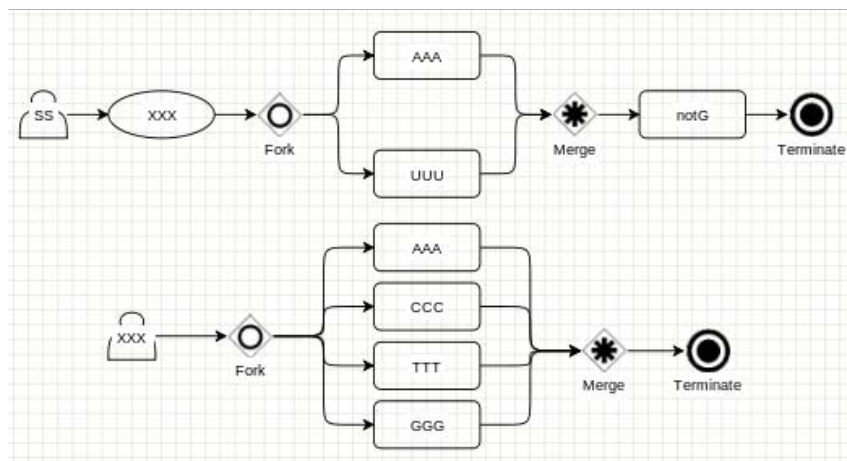 AAA
SS
XXX
notG
Fork
Merge
Terminate
UUU
AAA
CCC
XXX
TTT
Fork
Merge
Terminate
GGG